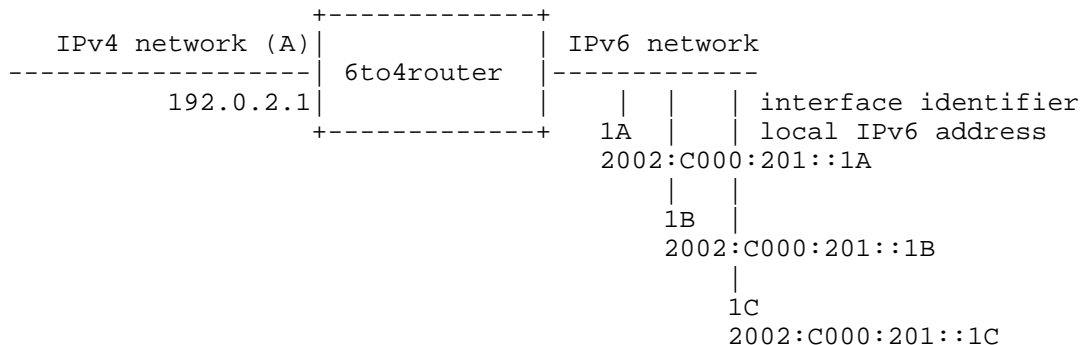 IPv4 network (A) IPv6 network
6to4router
192.0.2.1 interface identifier
1A local IPv6 address
2002:C000:201::1A
1B
2002:C000:201::1B
1C
2002:C000:201::1C